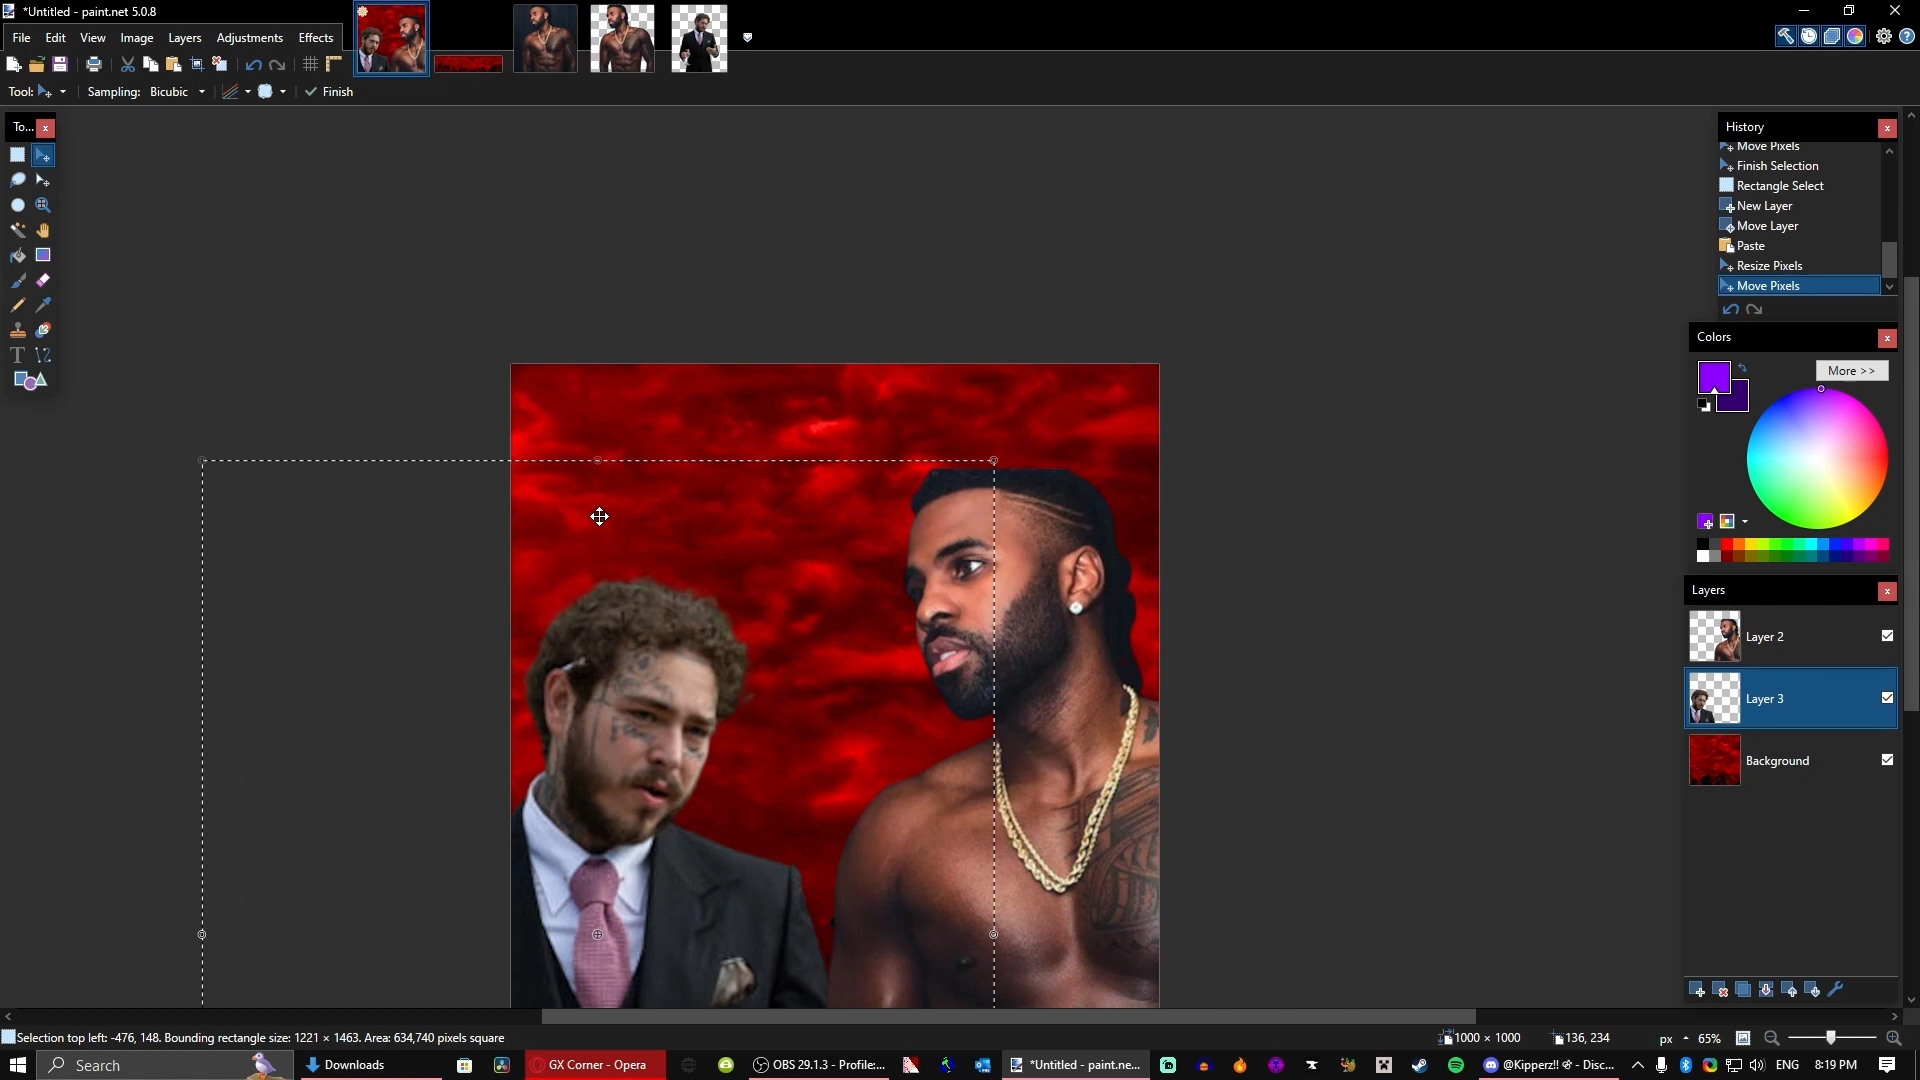 *Untitled - paint.net 5.0.8
File Edit View Image Layers Adjustments Effects
Tool: Sampling: Bicubic Finish
To...
History
Move Pixels
Finish Selection
Rectangle Select
New Layer
Move Layer
Paste
Resize Pixels
Move Pixels
Colors
More >>
Layers
Layer 2
Layer 3
Background
Selection top left: -476, 148. Bounding rectangle size: 1221 × 1463. Area: 634,740 pixels square
1000 × 1000 136, 234 px 65%
Search Downloads GX Corner - Opera OBS 29.1.3 - Profile:... *Untitled - paint.ne... @Kipperz!! - Disc... ENG 8:19 PM